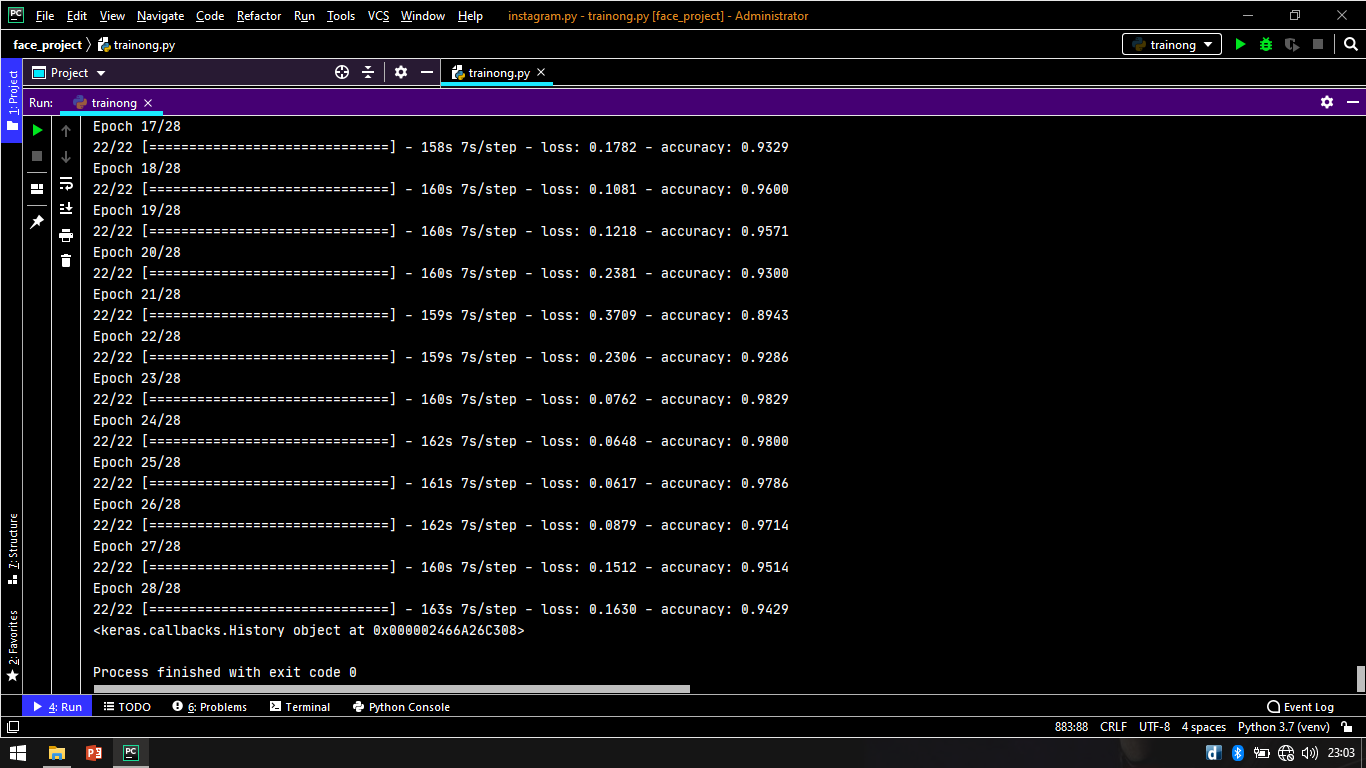 PC File Edit View Navigate Code Refactor Run Tools VCS Window Help instagram.py - trainong.py [face_project] - Administrator
face_project trainong.py trainong
1: Project
Project trainong.py
Run: trainong
Epoch 17/28
22/22 [==============================] - 158s 7s/step - loss: 0.1782 - accuracy: 0.9329
Epoch 18/28
22/22 [==============================] - 160s 7s/step - loss: 0.1081 - accuracy: 0.9600
Epoch 19/28
22/22 [==============================] - 160s 7s/step - loss: 0.1218 - accuracy: 0.9571
Epoch 20/28
22/22 [==============================] - 160s 7s/step - loss: 0.2381 - accuracy: 0.9300
Epoch 21/28
22/22 [==============================] - 159s 7s/step - loss: 0.3709 - accuracy: 0.8943
Epoch 22/28
22/22 [==============================] - 159s 7s/step - loss: 0.2306 - accuracy: 0.9286
Epoch 23/28
22/22 [==============================] - 160s 7s/step - loss: 0.0762 - accuracy: 0.9829
Epoch 24/28
22/22 [==============================] - 162s 7s/step - loss: 0.0648 - accuracy: 0.9800
Epoch 25/28
22/22 [==============================] - 161s 7s/step - loss: 0.0617 - accuracy: 0.9786
Epoch 26/28
22/22 [==============================] - 162s 7s/step - loss: 0.0879 - accuracy: 0.9714
Epoch 27/28
22/22 [==============================] - 160s 7s/step - loss: 0.1512 - accuracy: 0.9514
Epoch 28/28
22/22 [==============================] - 163s 7s/step - loss: 0.1630 - accuracy: 0.9429
<keras.callbacks.History object at 0x000002466A26C308>
Process finished with exit code 0
7: Structure
2: Favorites
4: Run TODO 6: Problems Terminal Python Console Event Log
883:88 CRLF UTF-8 4 spaces Python 3.7 (venv)
PC d 23:03